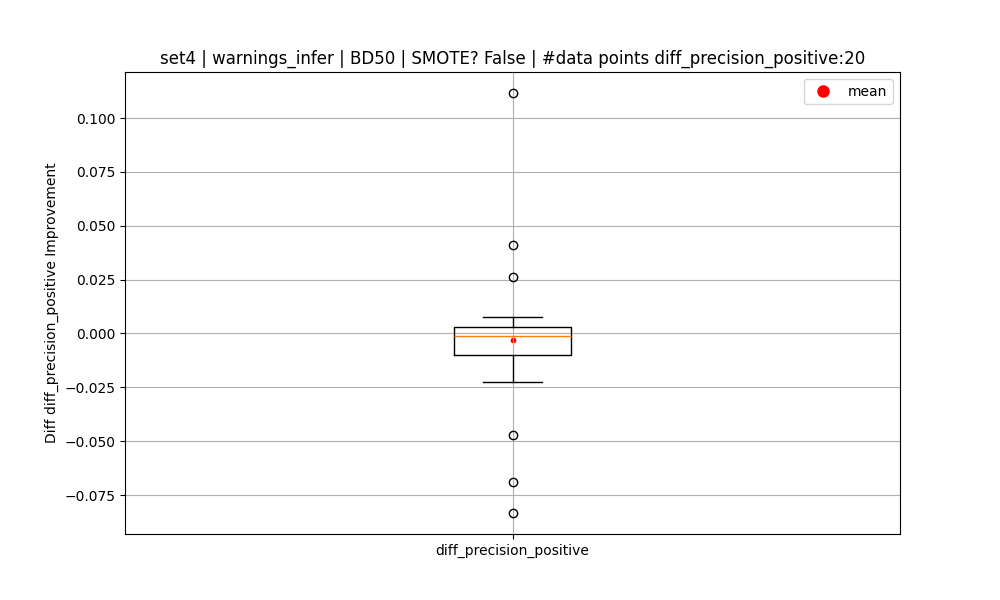 set4 | warnings_infer | BD50 | SMOTE? False | #data points diff_precision_positive:20
mean
0.100
0.075
0.050
0.025
0.000
−0.025
−0.050
−0.075
Diff diff_precision_positive Improvement
diff_precision_positive